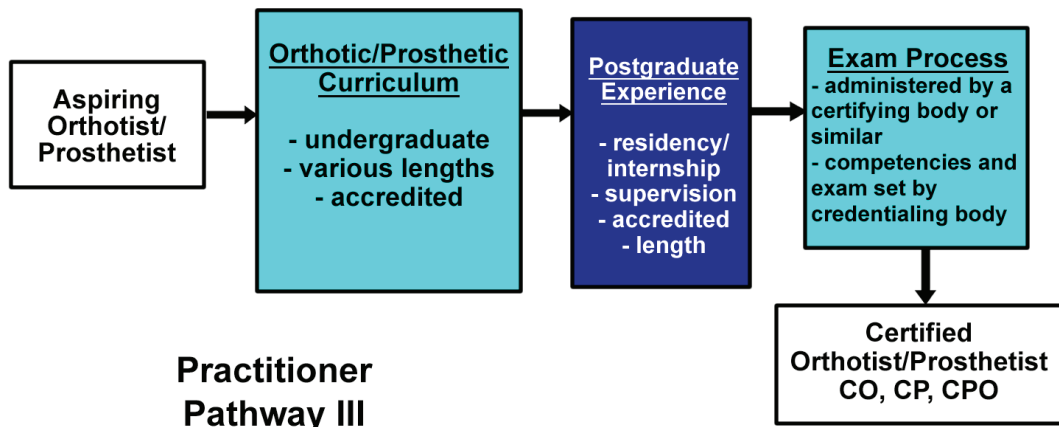 Aspiring
Orthotist/
Prosthetist
Orthotic/Prosthetic
Curriculum
- undergraduate
- various lengths
- accredited
Postgraduate
Experience
- residency/
internship
- supervision
- accredited
- length
Exam Process
- administered by a
certifying body or
similar
- competencies and
exam set by
credentialing body
Certified
Orthotist/Prosthetist
CO, CP, CPO
Practitioner
Pathway III